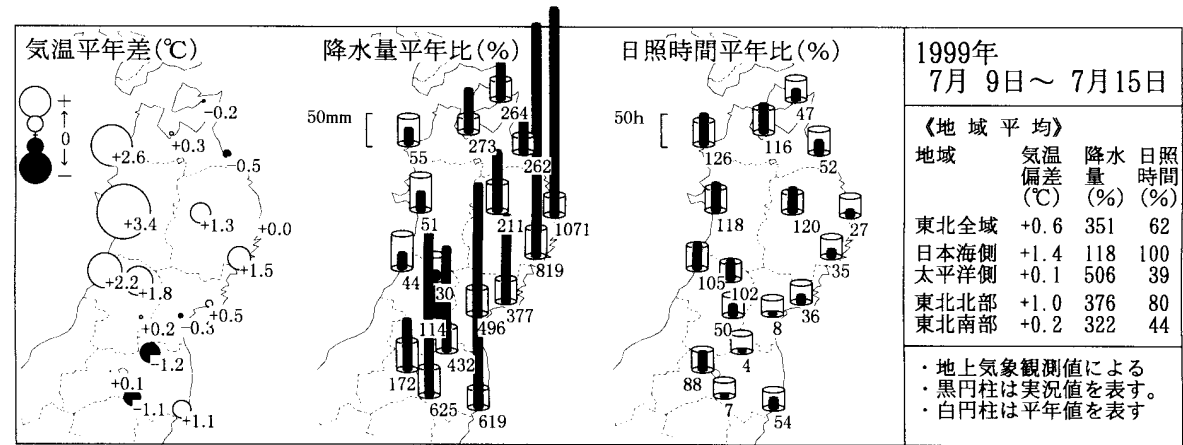 気温平年差(℃)
+
↑
0
↓
−
−0.2
+0.3
−0.5
+2.6
+3.4
+1.3
+0.0
+1.5
+2.2
+1.8
+0.5
+0.2
−0.3
−1.2
+0.1
−1.1
+1.1
降水量平年比(%)
50mm
264
273
262
55
51
211
1071
819
44
30
377
496
114
432
172
625
619
日照時間平年比(%)
50h
47
116
126
52
118
120
27
35
105
102
36
50
8
4
88
7
54
1999年
7月 9日~ 7月15日
《地 域 平 均》
地域 気温 降水 日照
偏差 量 時間
(℃) (%) (%)
東北全域 +0.6 351 62
日本海側 +1.4 118 100
太平洋側 +0.1 506 39
東北北部 +1.0 376 80
東北南部 +0.2 322 44
・地上気象観測値による
・黒円柱は実況値を表す。
・白円柱は平年値を表す